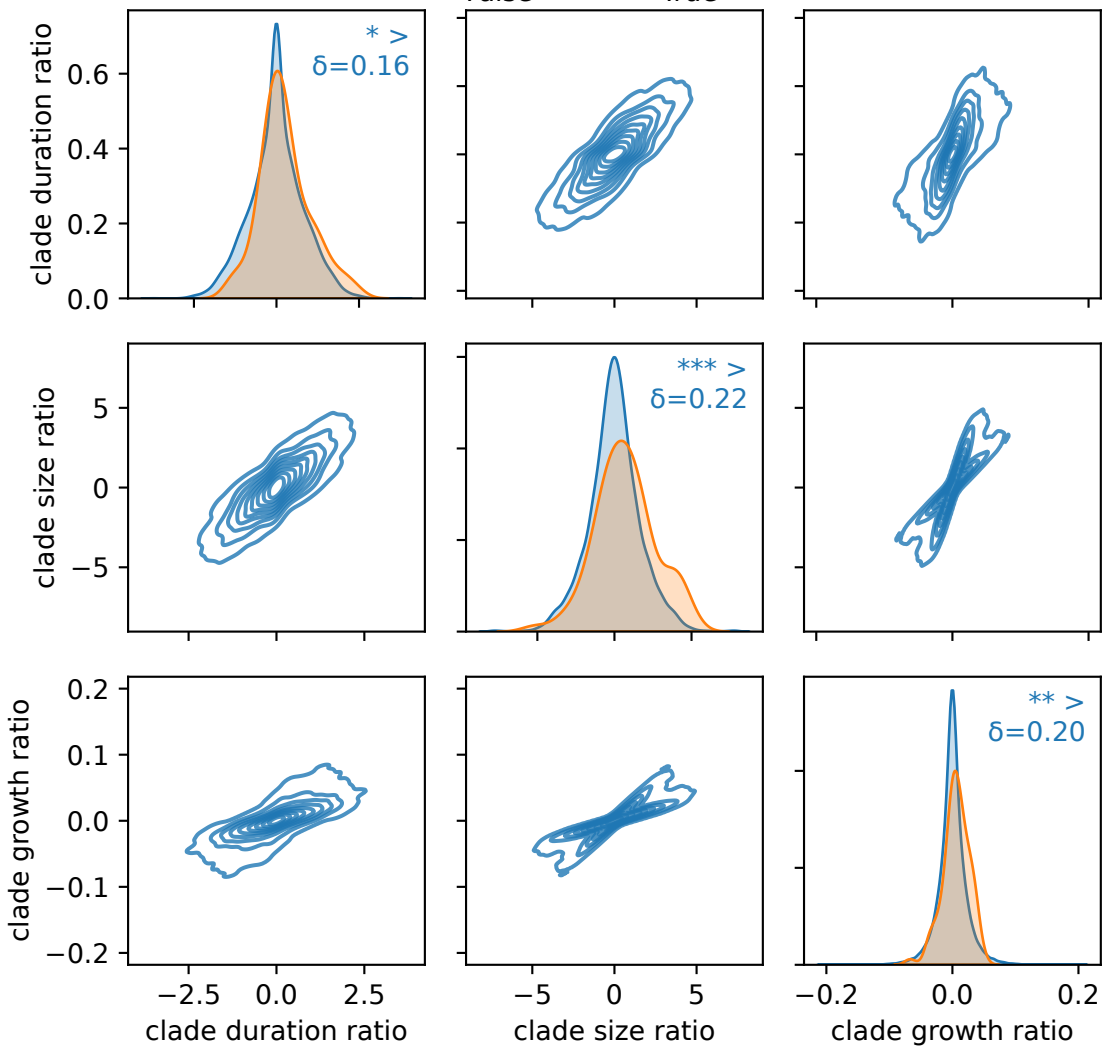 clade duration ratio
0.6
0.4
0.2
0.0
* >
δ=0.16
clade size ratio
5
0
−5
*** >
δ=0.22
clade growth ratio
0.2
0.1
0.0
−0.1
−0.2
** >
δ=0.20
−2.5 0.0 2.5
clade duration ratio
−5 0 5
clade size ratio
−0.2 0.0 0.2
clade growth ratio